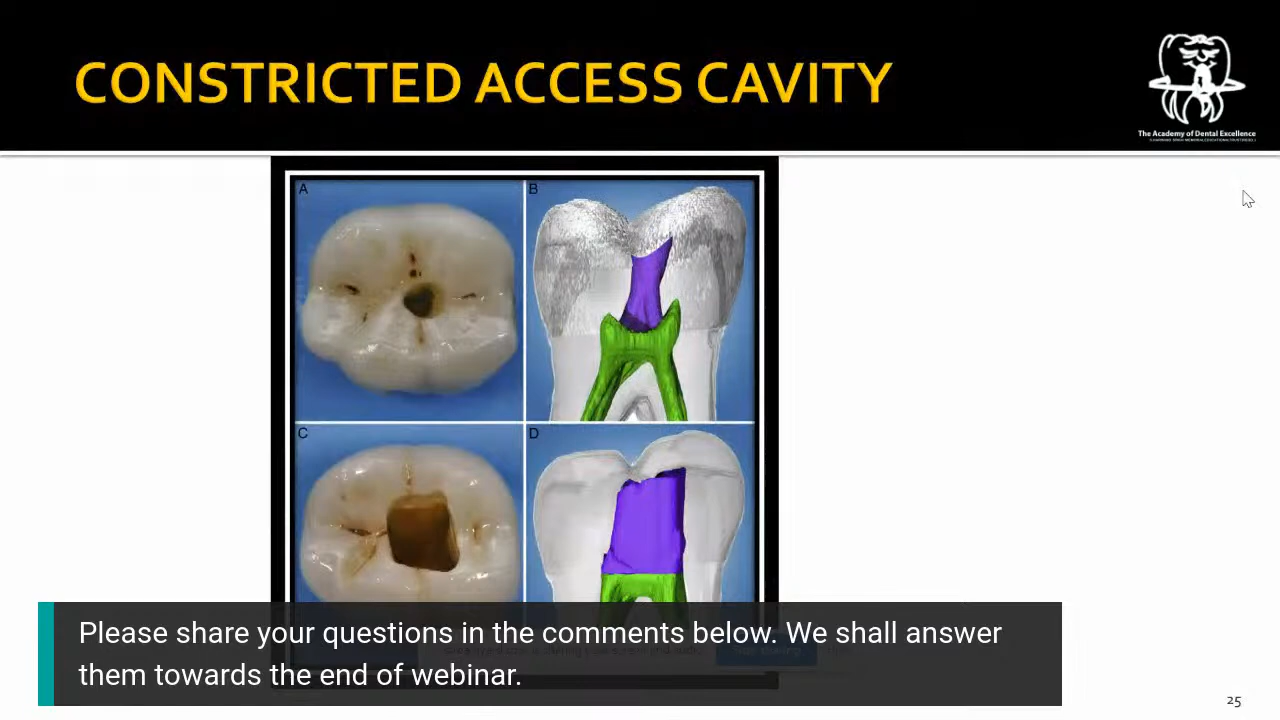 CONSTRICTED ACCESS CAVITY
The Academy of Dental Excellence
A
B
C
D
Please share your questions in the comments below. We shall answer
them towards the end of webinar.
25